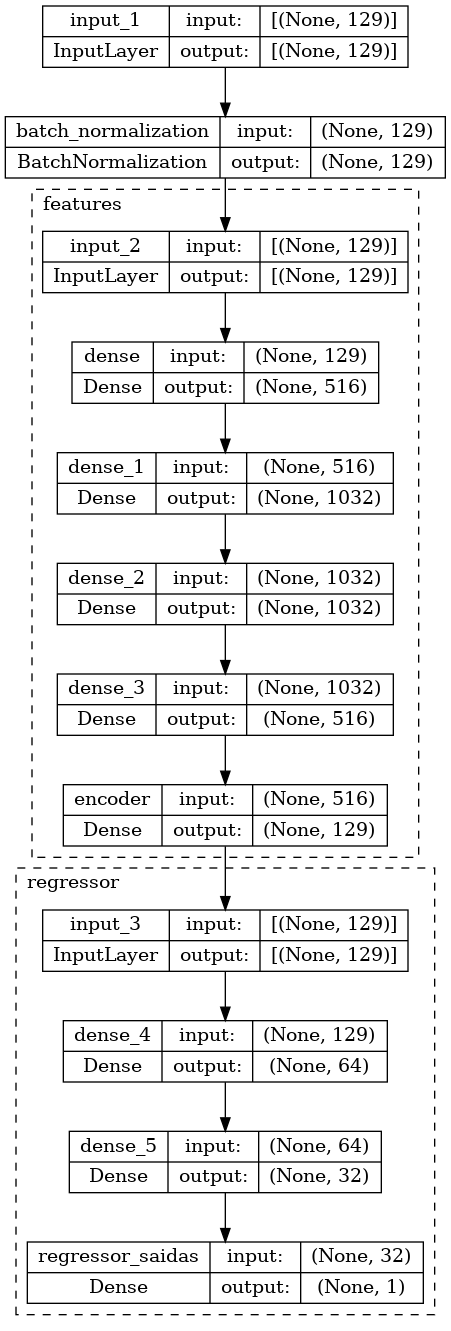 input_1 input: [(None, 129)]
InputLayer output: [(None, 129)]
batch_normalization input: (None, 129)
BatchNormalization output: (None, 129)
features
input_2 input: [(None, 129)]
InputLayer output: [(None, 129)]
dense input: (None, 129)
Dense output: (None, 516)
dense_1 input: (None, 516)
Dense output: (None, 1032)
dense_2 input: (None, 1032)
Dense output: (None, 1032)
dense_3 input: (None, 1032)
Dense output: (None, 516)
encoder input: (None, 516)
Dense output: (None, 129)
regressor
input_3 input: [(None, 129)]
InputLayer output: [(None, 129)]
dense_4 input: (None, 129)
Dense output: (None, 64)
dense_5 input: (None, 64)
Dense output: (None, 32)
regressor_saidas input: (None, 32)
Dense output: (None, 1)